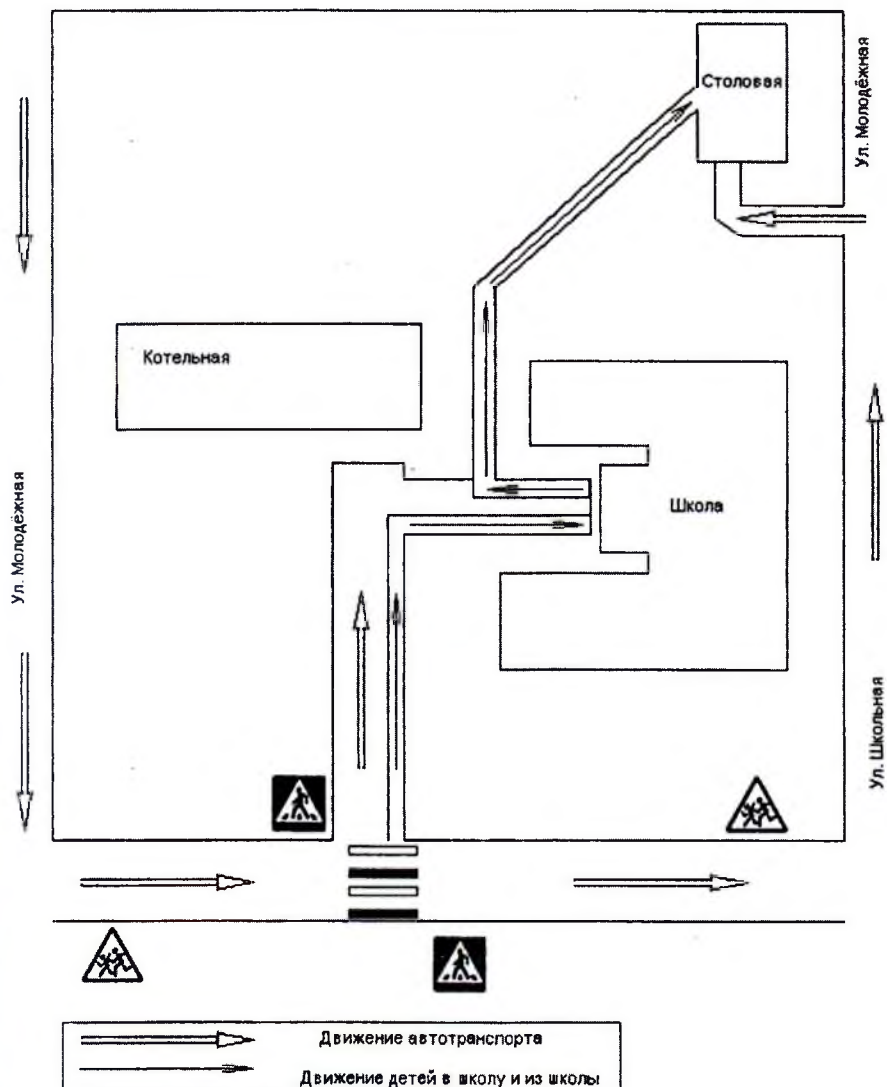 Столовая
Ул. Молодёжная
Котельная
Школа
Ул. Молодёжная
Ул. Школьная
Движение автотранспорта
Движение детей в школу и из школы